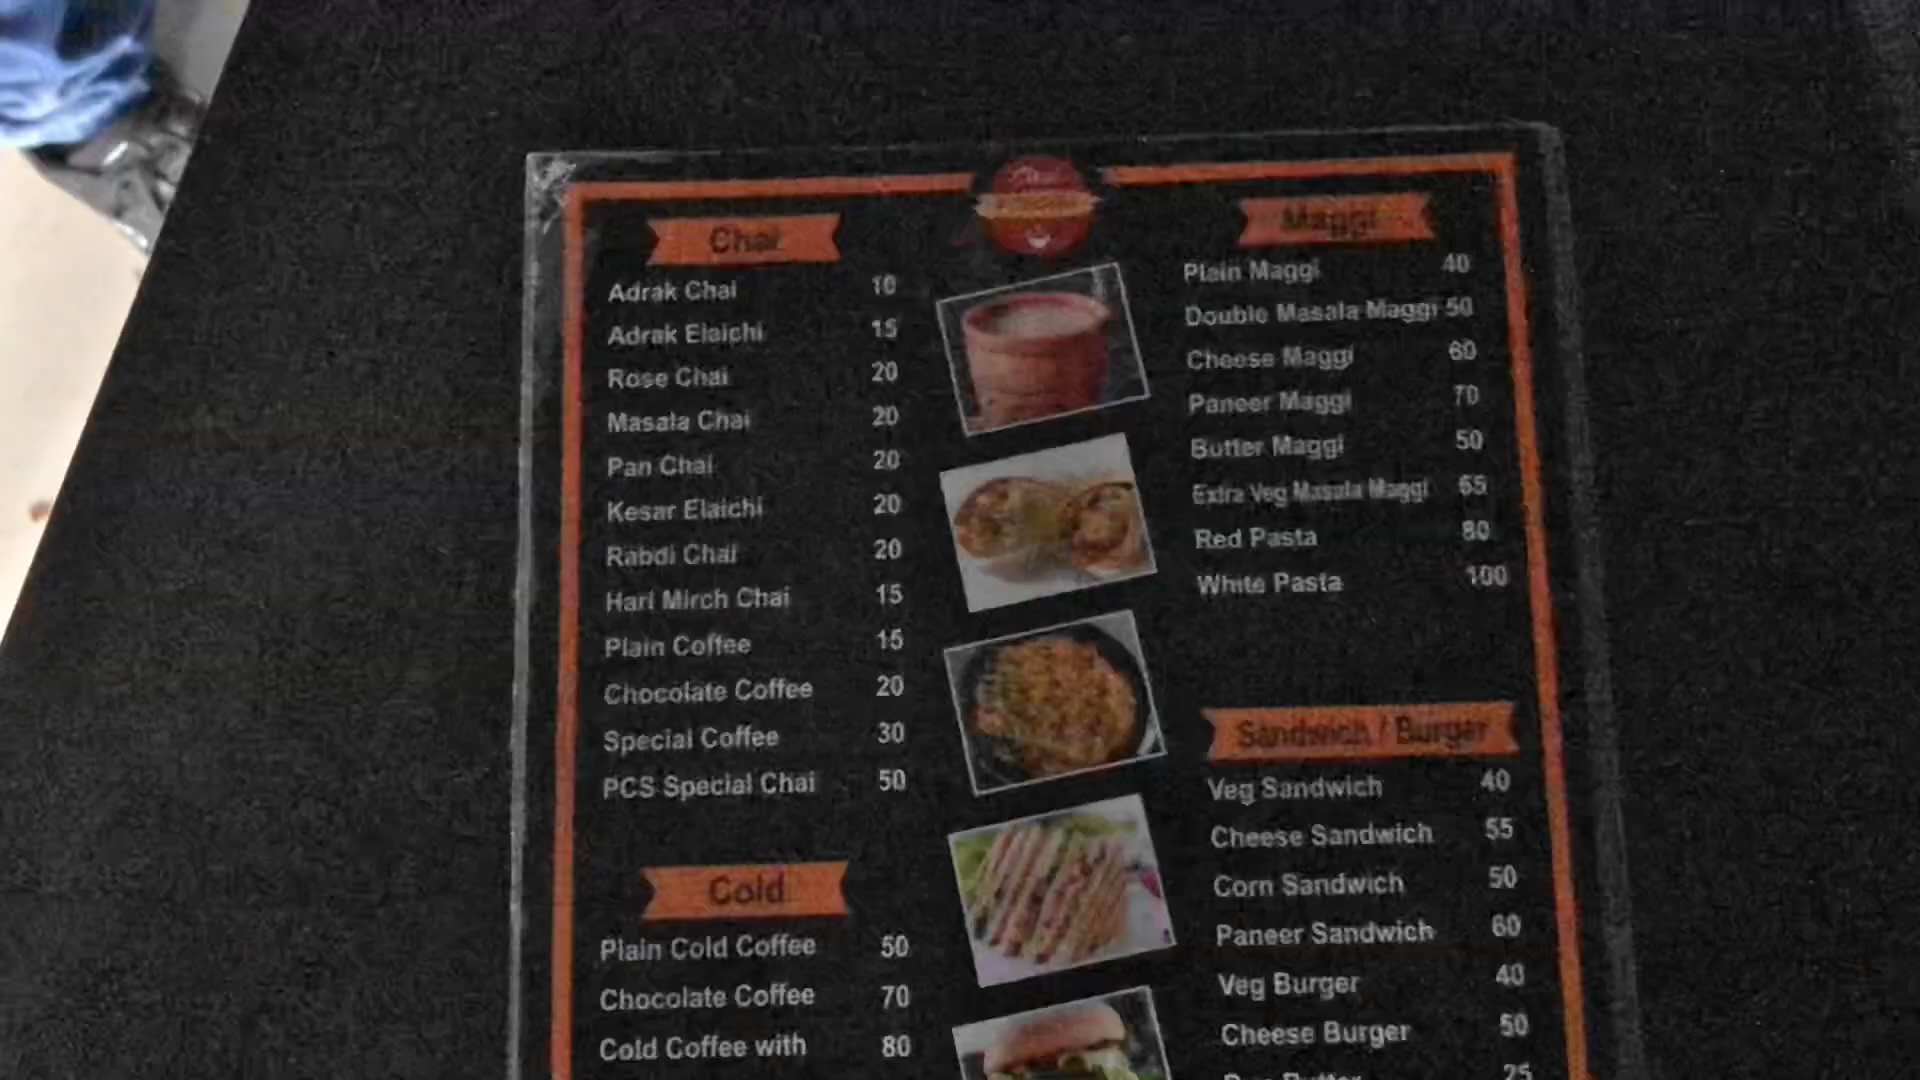 Chai
Adrak Chai 10
Adrak Elaichi 15
Rose Chai 20
Masala Chai 20
Pan Chai 20
Kesar Elaichi 20
Rabdi Chai 20
Hari Mirch Chai 15
Plain Coffee 15
Chocolate Coffee 20
Special Coffee 30
PCS Special Chai 50
Cold
Plain Cold Coffee 50
Chocolate Coffee 70
Cold Coffee with 80
Maggi
Plain Maggi 40
Double Masala Maggi 50
Cheese Maggi 60
Paneer Maggi 70
Butter Maggi 50
Extra Veg Masala Maggi 65
Red Pasta 80
White Pasta 100
Sandwich / Burger
Veg Sandwich 40
Cheese Sandwich 55
Corn Sandwich 50
Paneer Sandwich 60
Veg Burger 40
Cheese Burger 50
25